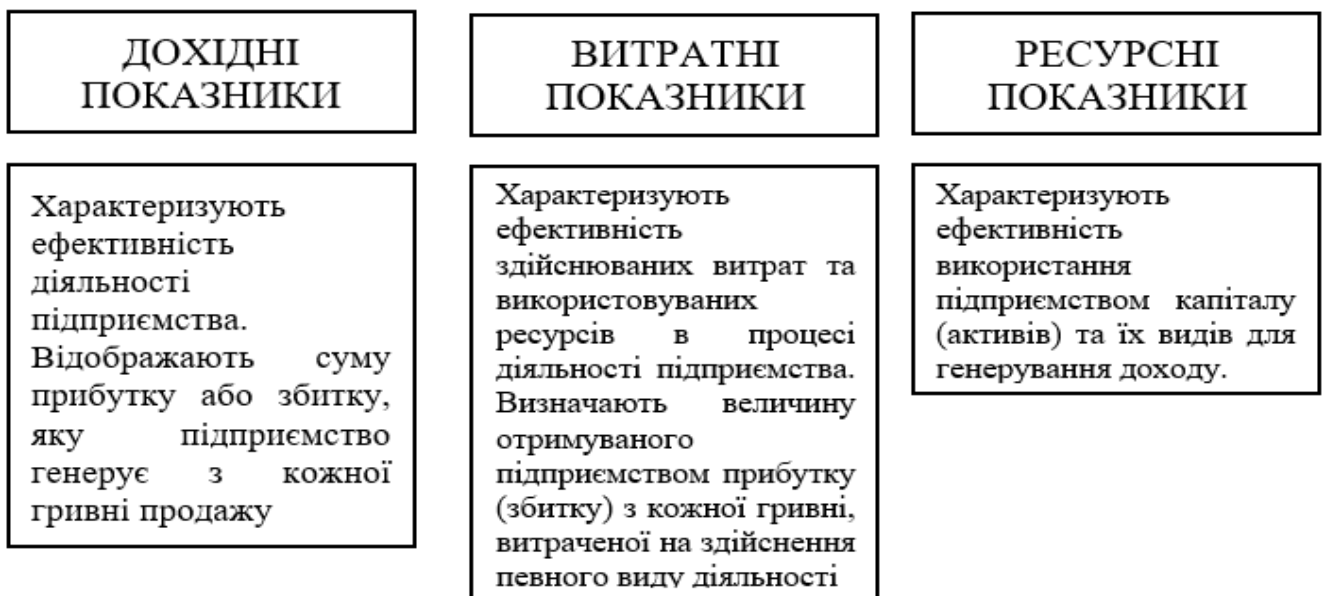 ДОХІДНІ
ПОКАЗНИКИ
Характеризують
ефективність
діяльності
підприємства.
Відображають суму
прибутку або збитку,
яку підприємство
генерує з кожної
гривні продажу
ВИТРАТНІ
ПОКАЗНИКИ
Характеризують
ефективність
здійснюваних витрат та
використовуваних
ресурсів в процесі
діяльності підприємства.
Визначають величину
отримуваного
підприємством прибутку
(збитку) з кожної гривні,
витраченої на здійснення
певного виду діяльності
РЕСУРСНІ
ПОКАЗНИКИ
Характеризують
ефективність
використання
підприємством капіталу
(активів) та їх видів для
генерування доходу.